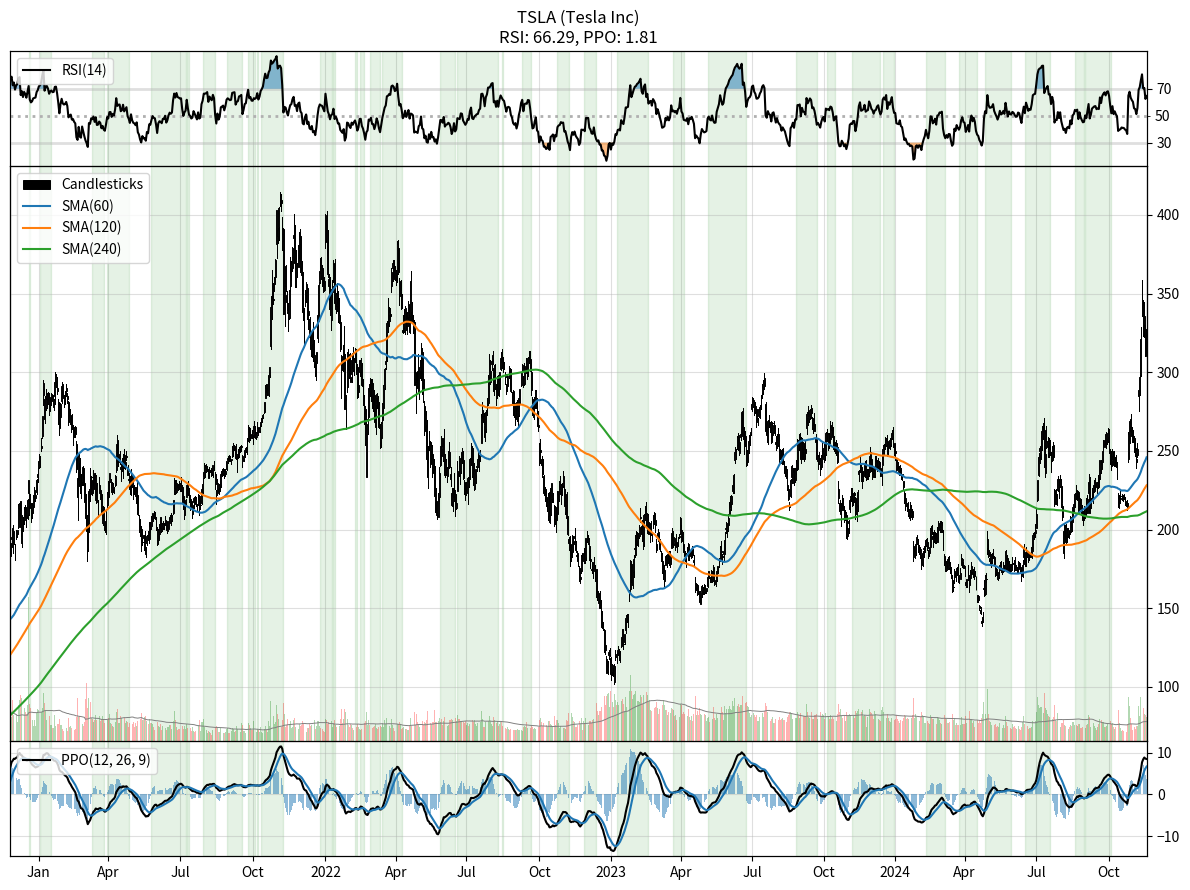 TSLA (Tesla Inc)
RSI: 66.29, PPO: 1.81
RSI(14)
70
50
30
Candlesticks
SMA(60)
SMA(120)
SMA(240)
400
350
300
250
200
150
100
PPO(12, 26, 9)
10
0
−10
Jan Apr Jul Oct 2022 Apr Jul Oct 2023 Apr Jul Oct 2024 Apr Jul Oct